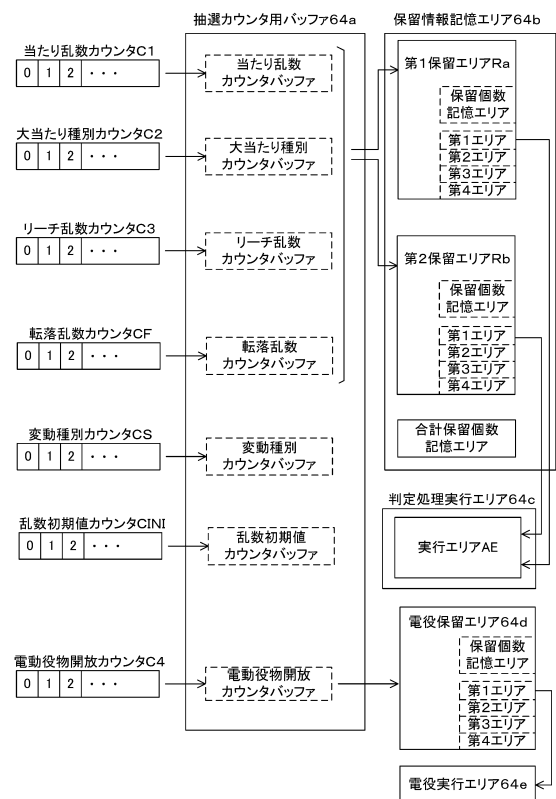 抽選カウンタ用バッファ64a
保留情報記憶エリア64b
当たり乱数カウンタC1
0 1 2 ・・・
当たり乱数
カウンタバッファ
大当たり種別カウンタC2
0 1 2 ・・・
大当たり種別
カウンタバッファ
リーチ乱数カウンタC3
0 1 2 ・・・
リーチ乱数
カウンタバッファ
転落乱数カウンタCF
0 1 2 ・・・
転落乱数
カウンタバッファ
変動種別カウンタCS
0 1 2 ・・・
変動種別
カウンタバッファ
乱数初期値カウンタCINI
0 1 2 ・・・
乱数初期値
カウンタバッファ
電動役物開放カウンタC4
0 1 2 ・・・
電動役物開放
カウンタバッファ
第1保留エリアRa
保留個数
記憶エリア
第1エリア
第2エリア
第3エリア
第4エリア
第2保留エリアRb
保留個数
記憶エリア
第1エリア
第2エリア
第3エリア
第4エリア
合計保留個数
記憶エリア
判定処理実行エリア64c
実行エリアAE
電役保留エリア64d
保留個数
記憶エリア
第1エリア
第2エリア
第3エリア
第4エリア
電役実行エリア64e